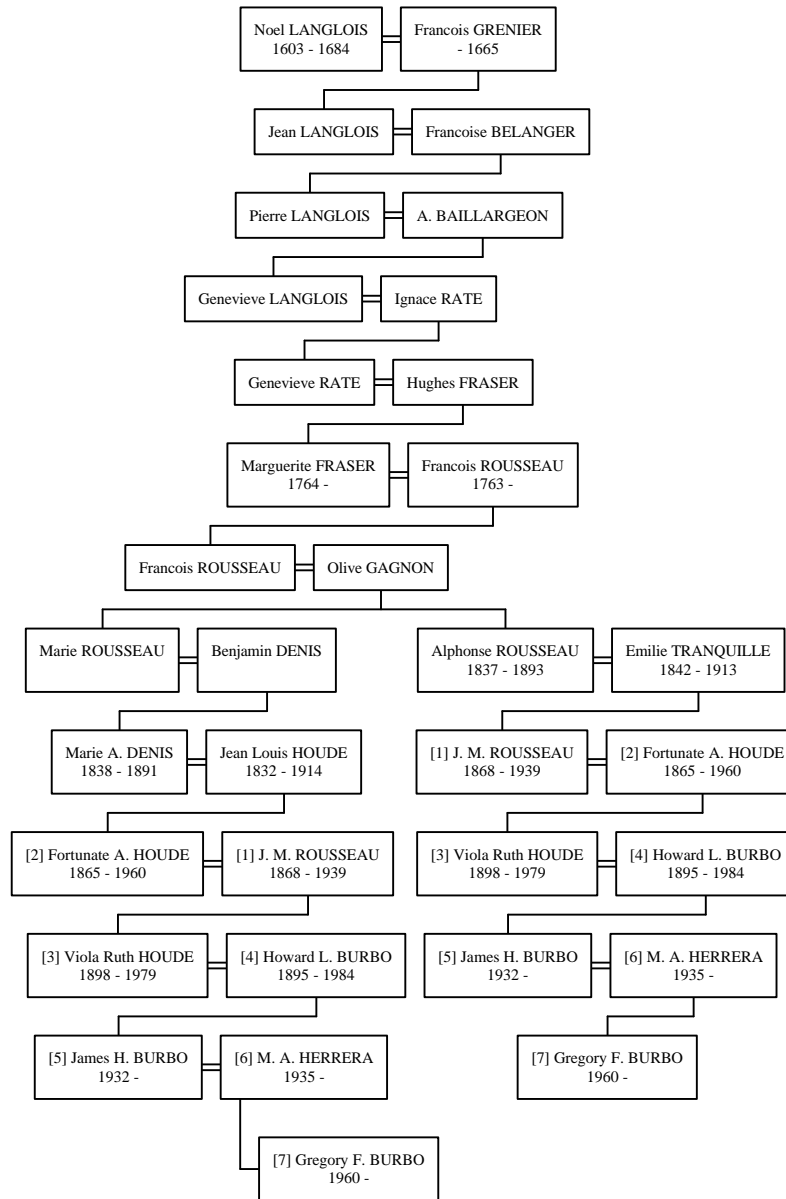 Noel LANGLOIS
1603 - 1684
Francois GRENIER
- 1665
Jean LANGLOIS
Francoise BELANGER
Pierre LANGLOIS
A. BAILLARGEON
Genevieve LANGLOIS
Ignace RATE
Genevieve RATE
Hughes FRASER
Marguerite FRASER
1764 -
Francois ROUSSEAU
1763 -
Francois ROUSSEAU
Olive GAGNON
Marie ROUSSEAU
Benjamin DENIS
Alphonse ROUSSEAU
1837 - 1893
Emilie TRANQUILLE
1842 - 1913
Marie A. DENIS
1838 - 1891
Jean Louis HOUDE
1832 - 1914
[1] J. M. ROUSSEAU
1868 - 1939
[2] Fortunate A. HOUDE
1865 - 1960
[2] Fortunate A. HOUDE
1865 - 1960
[1] J. M. ROUSSEAU
1868 - 1939
[3] Viola Ruth HOUDE
1898 - 1979
[4] Howard L. BURBO
1895 - 1984
[3] Viola Ruth HOUDE
1898 - 1979
[4] Howard L. BURBO
1895 - 1984
[5] James H. BURBO
1932 -
[6] M. A. HERRERA
1935 -
[5] James H. BURBO
1932 -
[6] M. A. HERRERA
1935 -
[7] Gregory F. BURBO
1960 -
[7] Gregory F. BURBO
1960 -